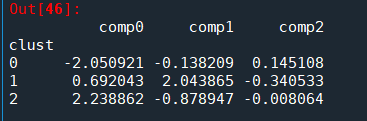 Out[46]:
comp0 comp1 comp2
clust
0 -2.050921 -0.138209 0.145108
1 0.692043 2.043865 -0.340533
2 2.238862 -0.878947 -0.008064